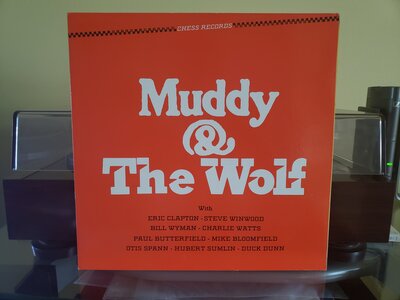 CHESS RECORDS
Muddy
&
The Wolf
With
ERIC CLAPTON - STEVE WINWOOD
BILL WYMAN - CHARLIE WATTS
PAUL BUTTERFIELD - MIKE BLOOMFIELD
OTIS SPANN - HUBERT SUMLIN - DUCK DUNN